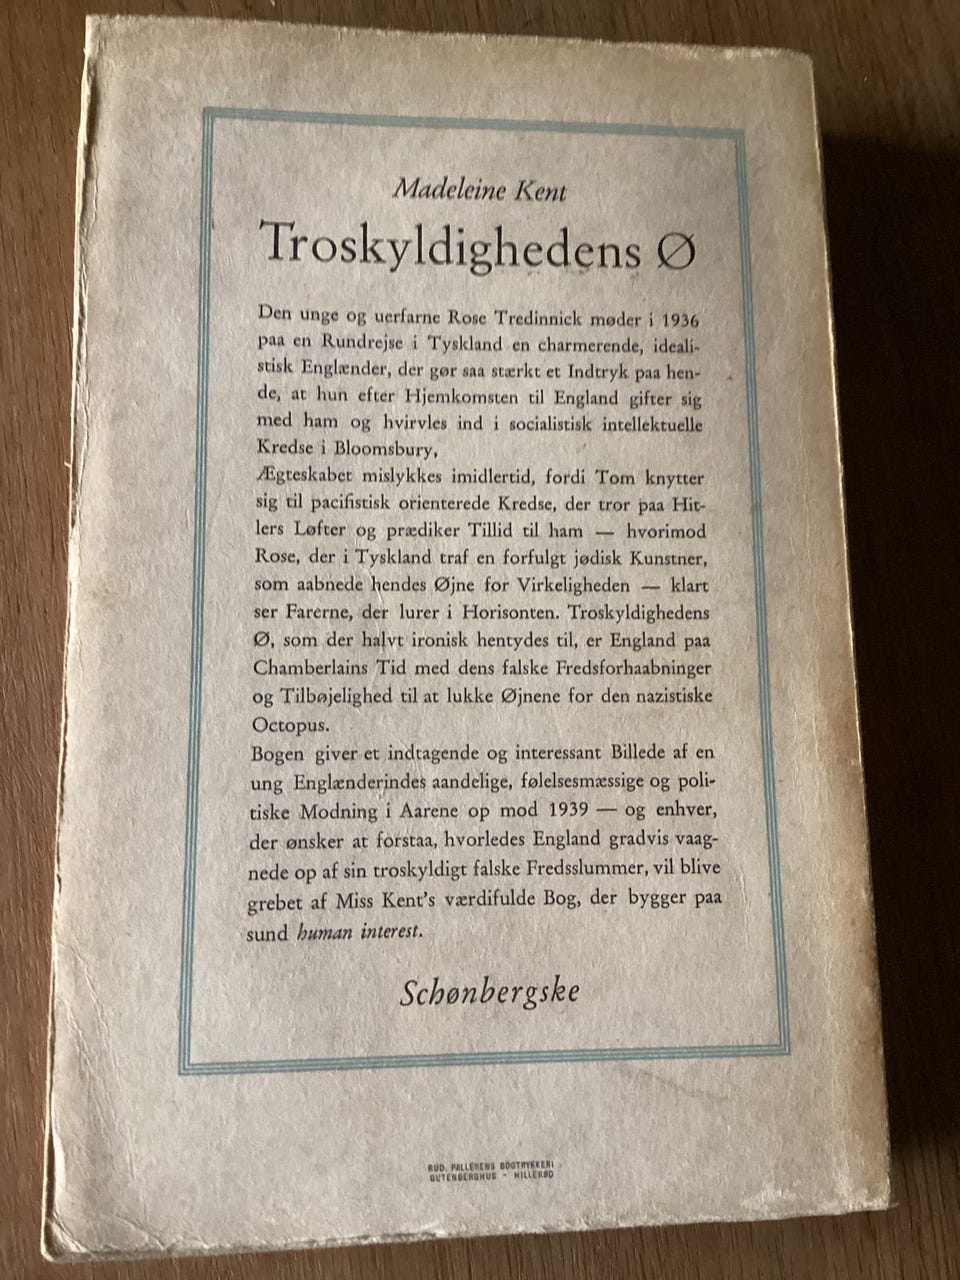 Madeleine Kent
Troskyldighedens Ø
Den unge og uerfarne Rose Tredinnick møder i 1936
paa en Rundrejse i Tyskland en charmerende, ideali-
stisk Englænder, der gør saa stærkt et Indtryk paa hen-
de, at hun efter Hjemkomsten til England gifter sig
med ham og hvirvles ind i socialistisk intellektuelle
Kredse i Bloomsbury,
Ægteskabet mislykkes imidlertid, fordi Tom knytter
sig til pacifistisk orienterede Kredse, der tror paa Hit-
lers Løfter og prædiker Tillid til ham — hvorimod
Rose, der i Tyskland traf en forfulgt jødisk Kunstner,
som aabnede hendes Øjne for Virkeligheden — klart
ser Farerne, der lurer i Horisonten. Troskyldighedens
Ø, som der halvt ironisk hentydes til, er England paa
Chamberlains Tid med dens falske Fredsforhaabninger
og Tilbøjelighed til at lukke Øjnene for den nazistiske
Octopus.
Bogen giver et indtagende og interessant Billede af en
ung Englænderindes aandelige, følelsesmæssige og poli-
tiske Modning i Aarene op mod 1939 — og enhver,
der ønsker at forstaa, hvorledes England gradvis vaag-
nede op af sin troskyldigt falske Fredsslummer, vil blive
grebet af Miss Kent's værdifulde Bog, der bygger paa
sund human interest.
Schønbergske
RUD. PALLESENS BOGTRYKKERI
GUTENBERGHUS - HILLERØD